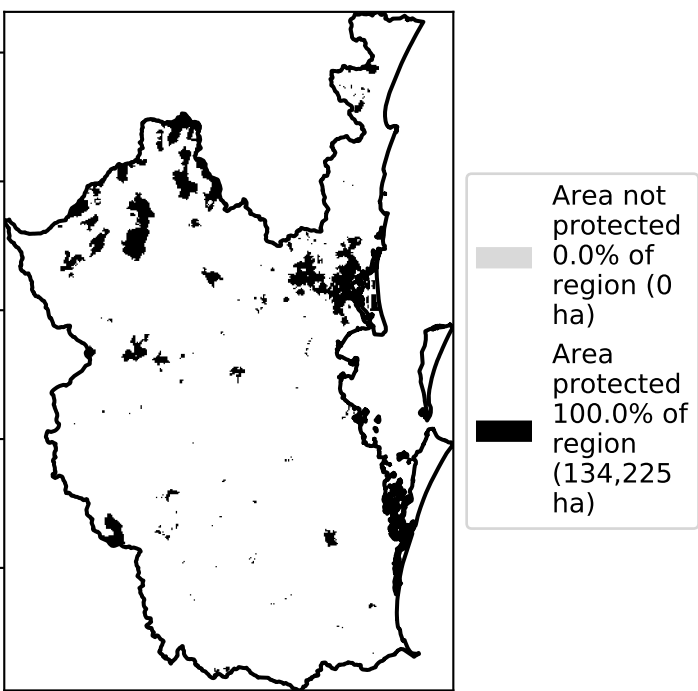 Area not
protected
0.0% of
region (0
ha)
Area
protected
100.0% of
region
(134,225
ha)